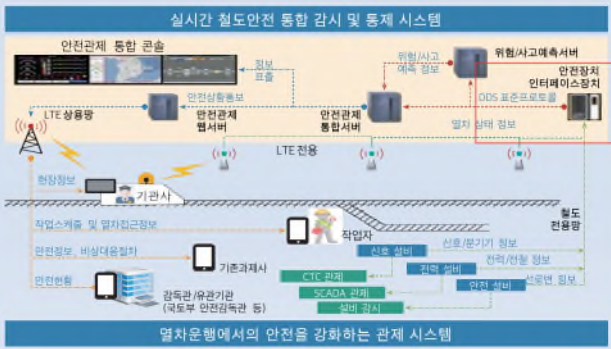 실시간 철도안전 통합 감시 및 통제 시스템
안전관제 통합 콘솔
정보
표출
위험/사고
예측 정보
위험/사고예측서버
안전장치
인터페이스장치
LTE 상용망
안전상황통보
안전관제
웹서버
안전관제
통합서버
DDS 표준프로토콜
열차 상태 정보
LTE 전용
현장정보
기관사
철도
전용망
작업스케줄 및 열차접근정보
작업자
안전정보, 비상대응절차
기존관제사
안전현황
감독관/유관기관
(국토부 안전감독관 등)
신호 설비
신호/분기기 정보
CTC 관제
전력 설비
전력/전철 정보
SCADA 관제
안전 설비
선로변 정보
설비 감시
열차운행에서의 안전을 강화하는 관제 시스템